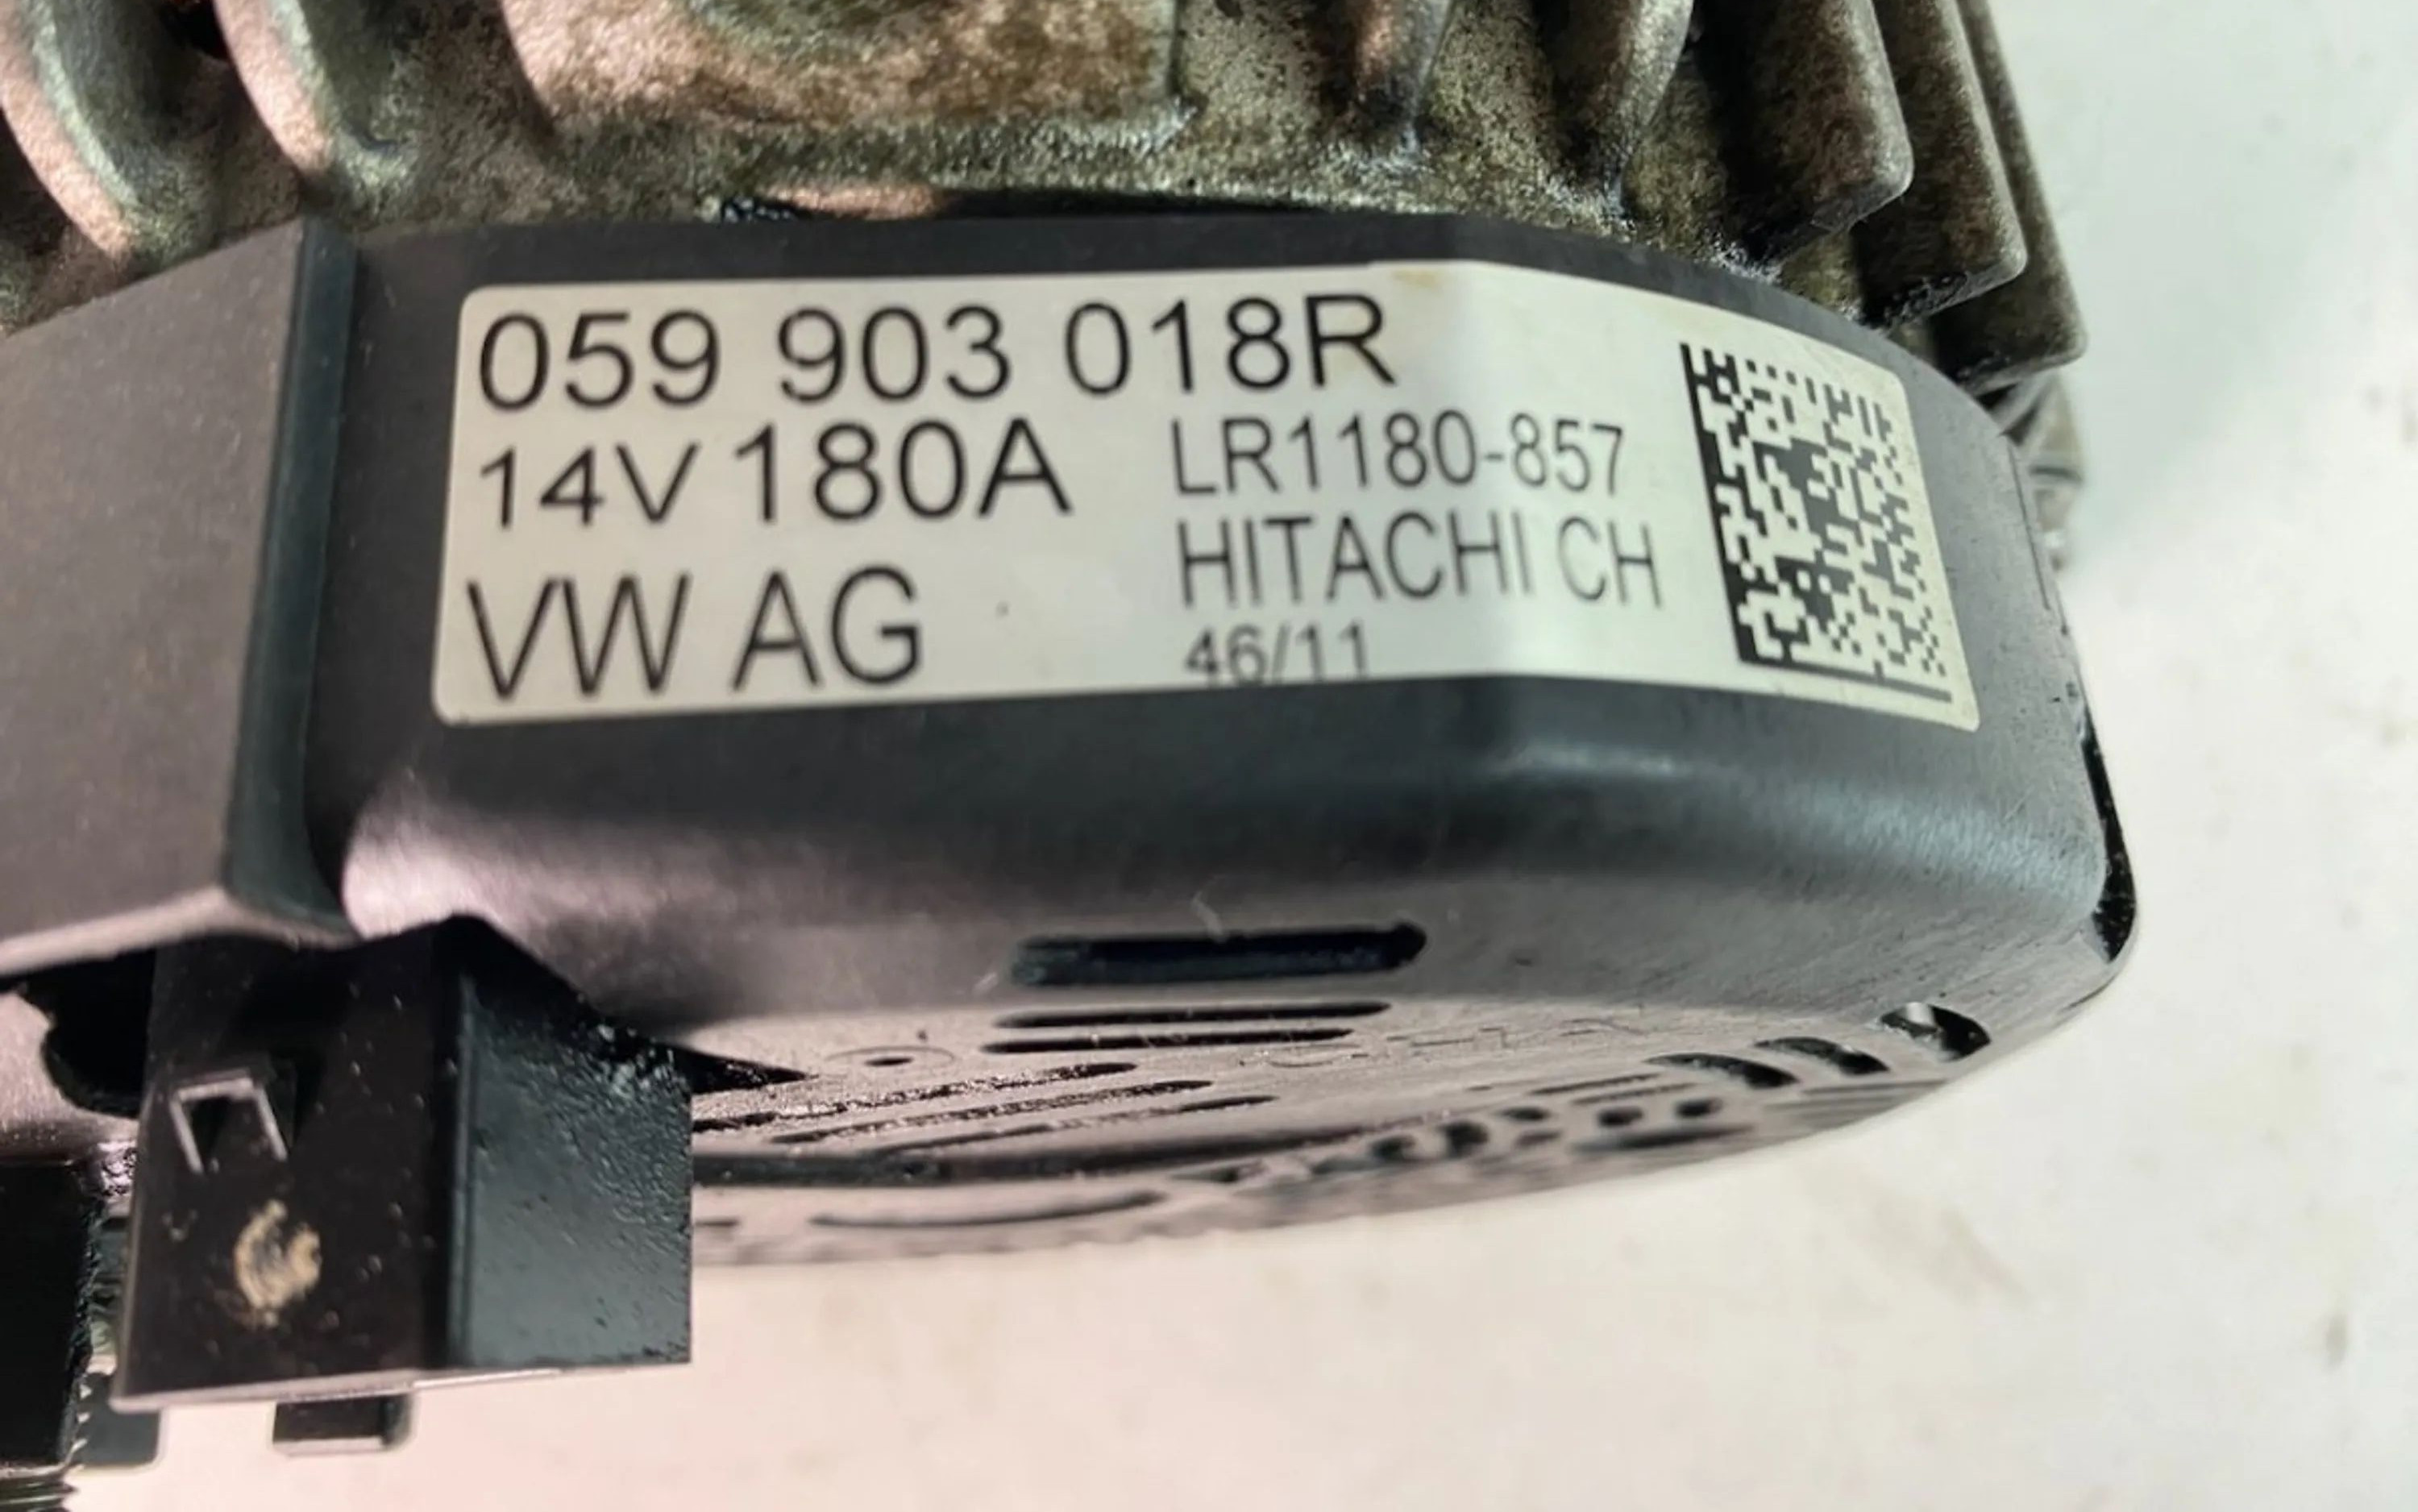 059 903 018R
14V 180A LR1180-857
VW AG HITACHI CH
46/11